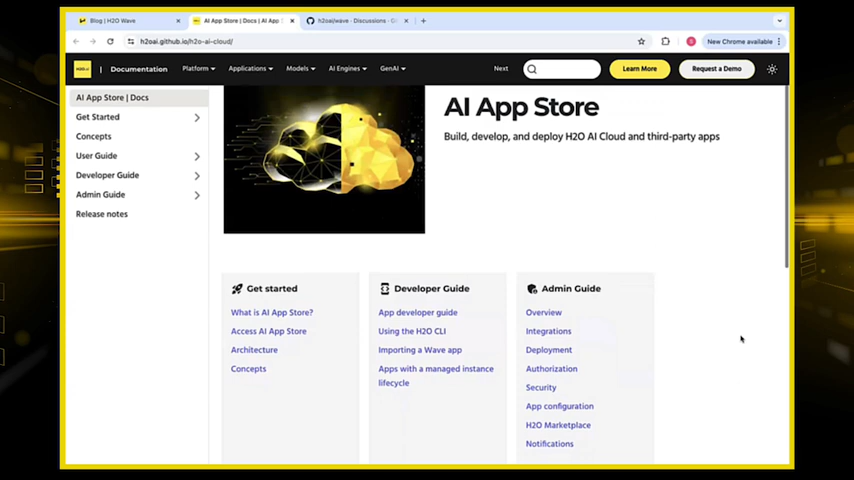 Blog | H2O Wave
AI App Store | Docs | AI App
h2oai/wave · Discussions · G
h2oai.github.io/h2o-ai-cloud/
S
New Chrome available
H2O.ai
Documentation
Platform
Applications
Models
AI Engines
GenAI
Next
Learn More
Request a Demo
AI App Store | Docs
Get Started
Concepts
User Guide
Developer Guide
Admin Guide
Release notes
AI App Store
Build, develop, and deploy H2O AI Cloud and third-party apps
Get started
What is AI App Store?
Access AI App Store
Architecture
Concepts
Developer Guide
App developer guide
Using the H2O CLI
Importing a Wave app
Apps with a managed instance
lifecycle
Admin Guide
Overview
Integrations
Deployment
Authorization
Security
App configuration
H2O Marketplace
Notifications